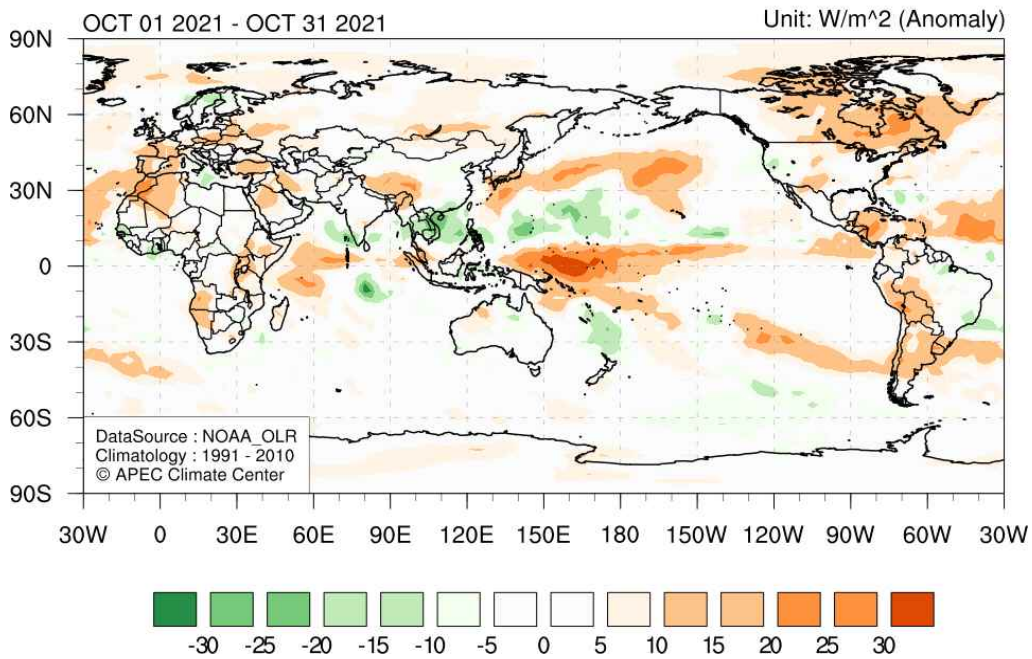 OCT 01 2021 - OCT 31 2021 Unit: W/m^2 (Anomaly)
90N
60N
30N
0
30S
60S
90S
DataSource : NOAA_OLR
Climatology : 1991 - 2010
© APEC Climate Center
30W 0 30E 60E 90E 120E 150E 180 150W 120W 90W 60W 30W
-30 -25 -20 -15 -10 -5 0 5 10 15 20 25 30